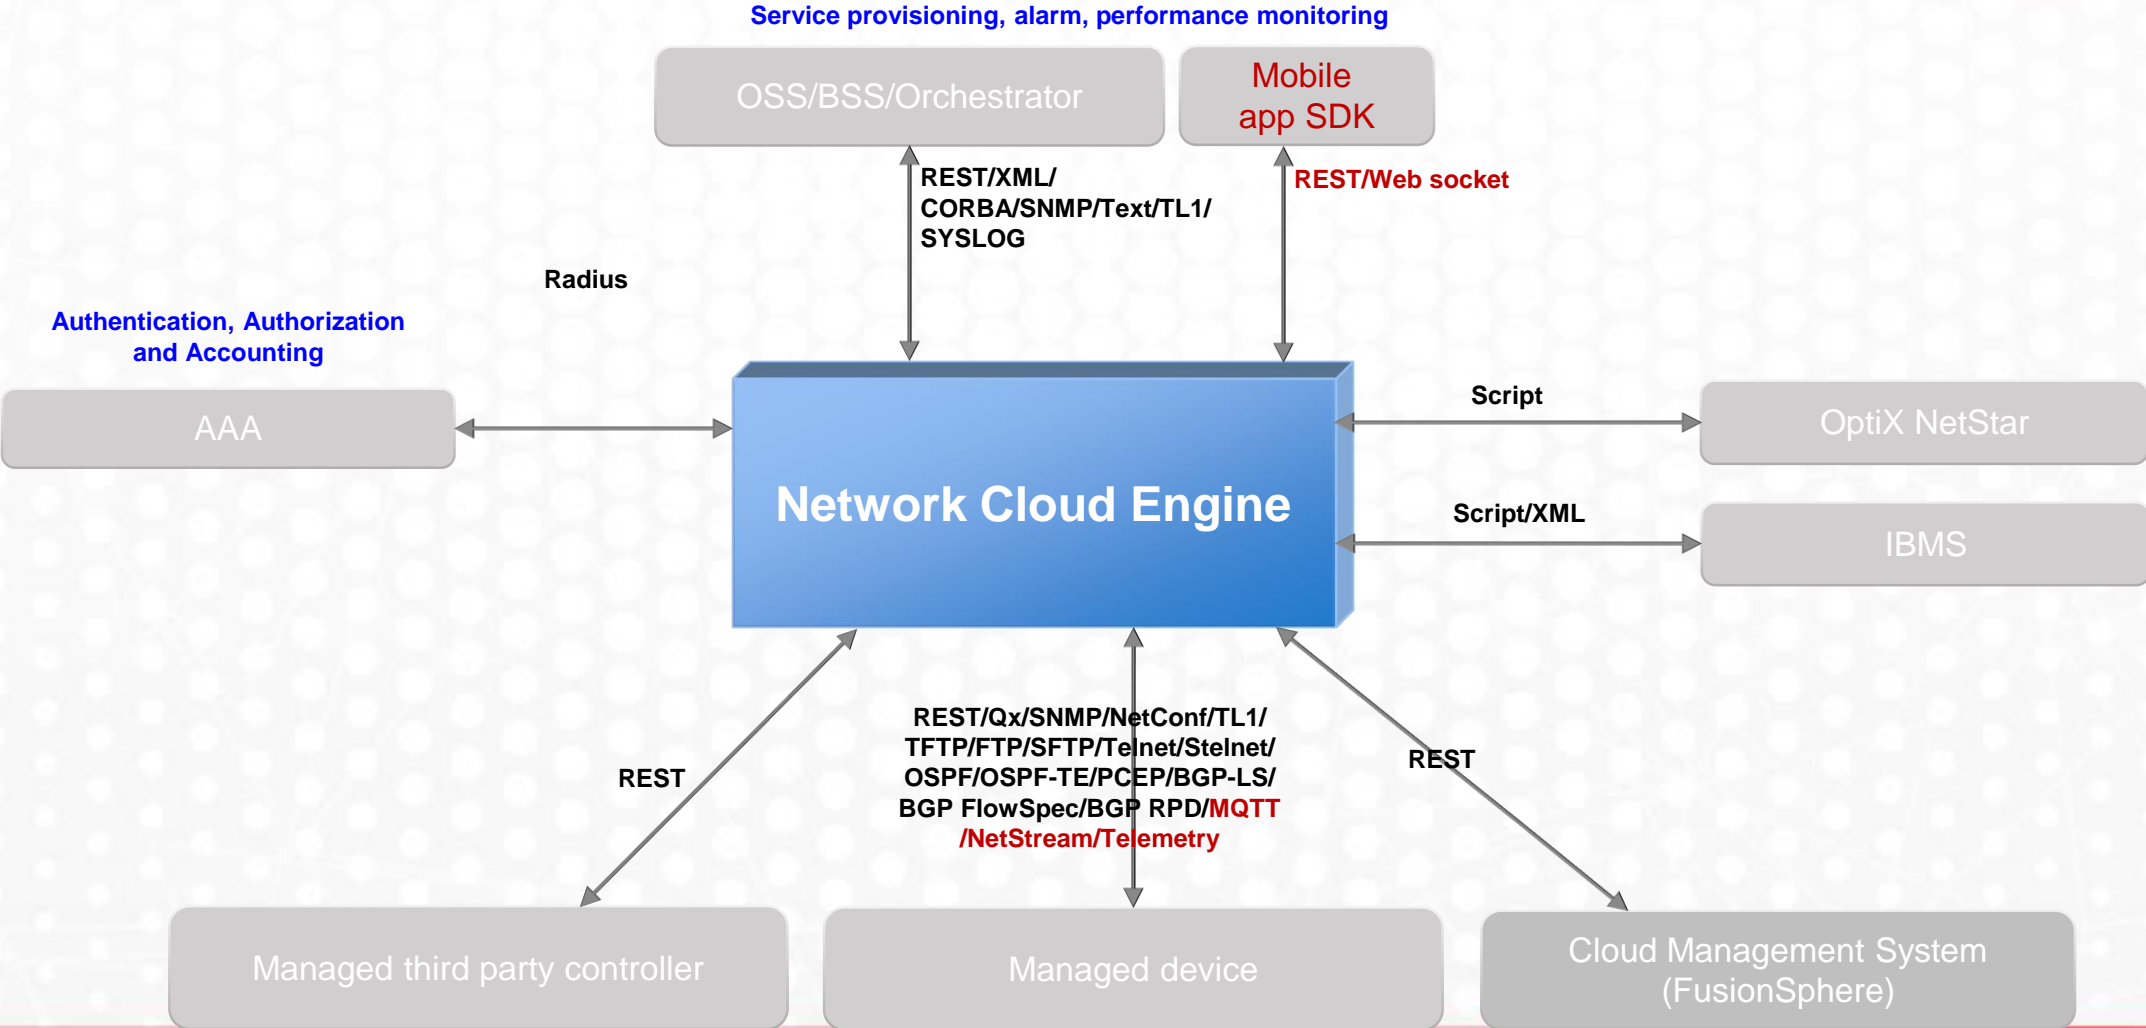 Service provisioning, alarm, performance monitoring
OSS/BSS/Orchestrator
Mobile
app SDK
REST/XML/
CORBA/SNMP/Text/TL1/
SYSLOG
REST/Web socket
Radius
Authentication, Authorization
and Accounting
AAA
Network Cloud Engine
Script
OptiX NetStar
Script/XML
IBMS
REST
REST/Qx/SNMP/NetConf/TL1/
TFTP/FTP/SFTP/Telnet/Stelnet/
OSPF/OSPF-TE/PCEP/BGP-LS/
BGP FlowSpec/BGP RPD/MQTT
/NetStream/Telemetry
REST
Managed third party controller
Managed device
Cloud Management System
(FusionSphere)